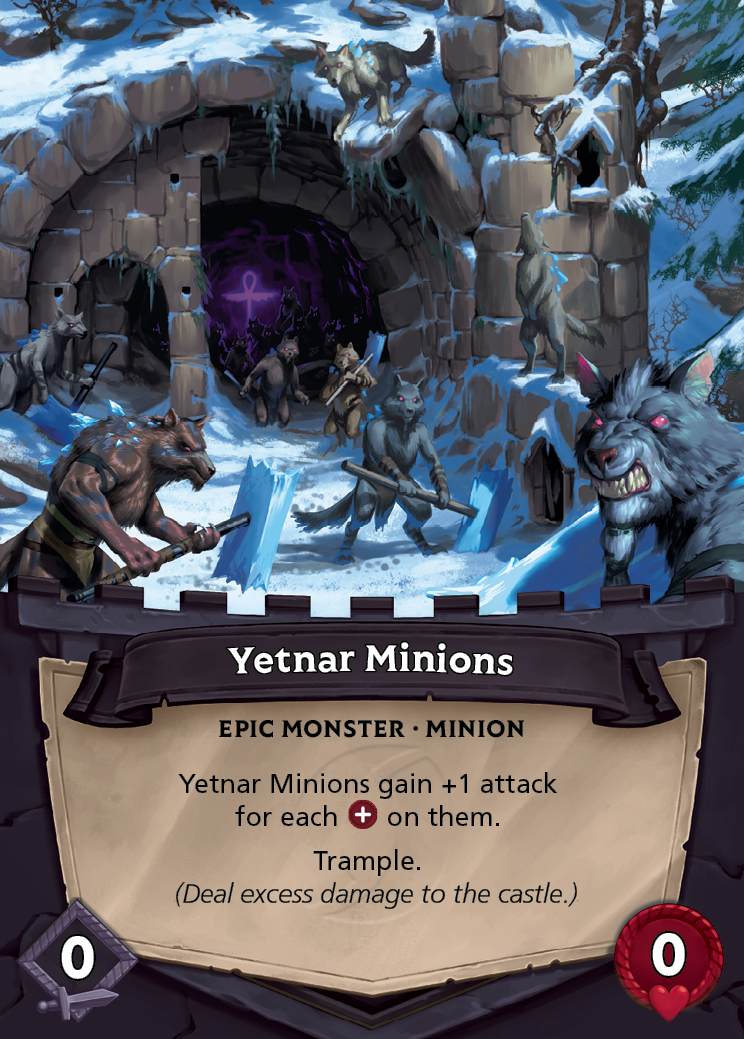 Yetnar Minions
EPIC MONSTER · MINION
Yetnar Minions gain +1 attack
for each + on them.
Trample.
(Deal excess damage to the castle.)
0
0